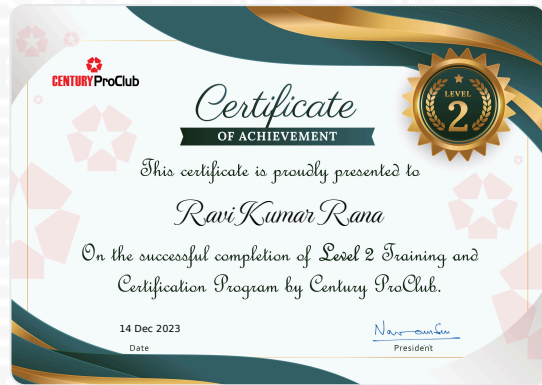 CENTURY ProClub
LEVEL
2
Certificate
OF ACHIEVEMENT
This certificate is proudly presented to
Ravi Kumar Rana
On the successful completion of Level 2 Training and
Certification Program by Century ProClub.
14 Dec 2023
Date
President